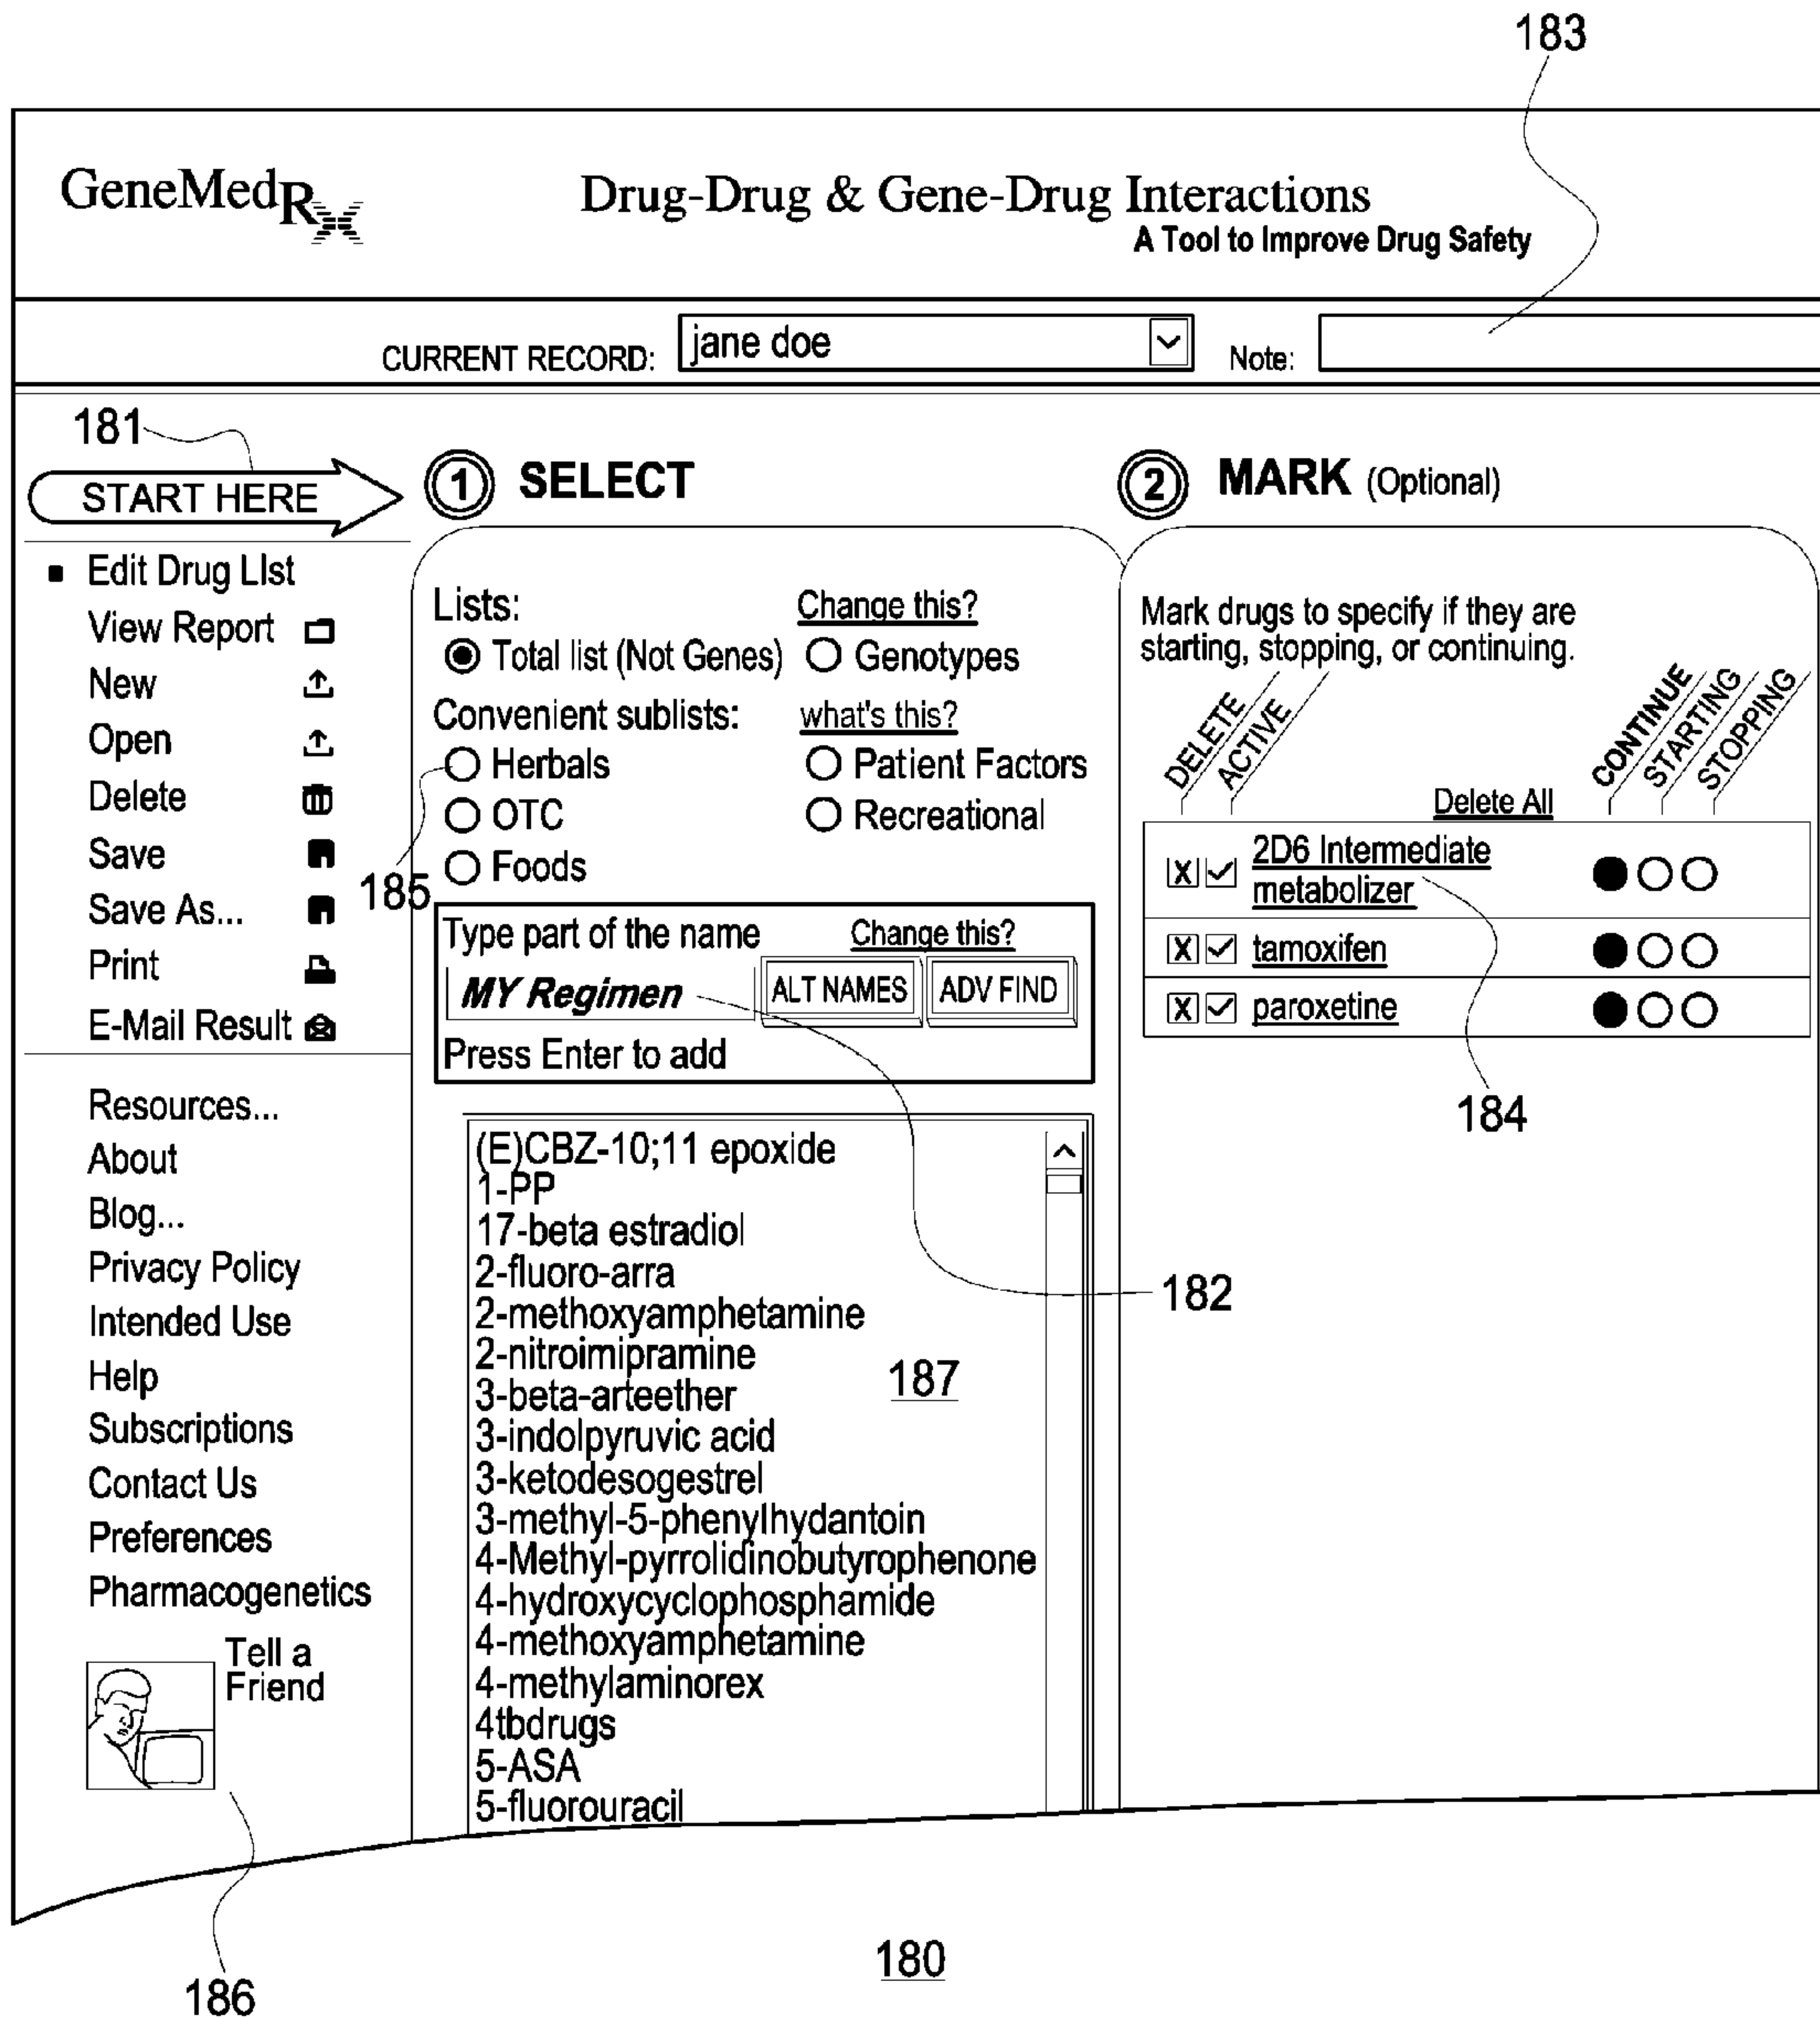 183
GeneMedRx
Drug-Drug & Gene-Drug Interactions
A Tool to Improve Drug Safety
CURRENT RECORD: jane doe Note:
181
START HERE
Edit Drug LIst
View Report
New
Open
Delete
Save
Save As...
Print
E-Mail Result
Resources...
About
Blog...
Privacy Policy
Intended Use
Help
Subscriptions
Contact Us
Preferences
Pharmacogenetics
Tell a
Friend
186
1 SELECT
Lists: Change this?
Total list (Not Genes) Genotypes
Convenient sublists: what's this?
Herbals Patient Factors
OTC Recreational
Foods
185
Type part of the name Change this?
MY Regimen ALT NAMES ADV FIND
Press Enter to add
182
(E)CBZ-10;11 epoxide
1-PP
17-beta estradiol
2-fluoro-arra
2-methoxyamphetamine
2-nitroimipramine
3-beta-arteether
3-indolpyruvic acid
3-ketodesogestrel
3-methyl-5-phenylhydantoin
4-Methyl-pyrrolidinobutyrophenone
4-hydroxycyclophosphamide
4-methoxyamphetamine
4-methylaminorex
4tbdrugs
5-ASA
5-fluorouracil
187
2 MARK (Optional)
Mark drugs to specify if they are
starting, stopping, or continuing.
DELETE
ACTIVE
Delete All
CONTINUE
STARTING
STOPPING
X 2D6 Intermediate
metabolizer
X tamoxifen
X paroxetine
184
180